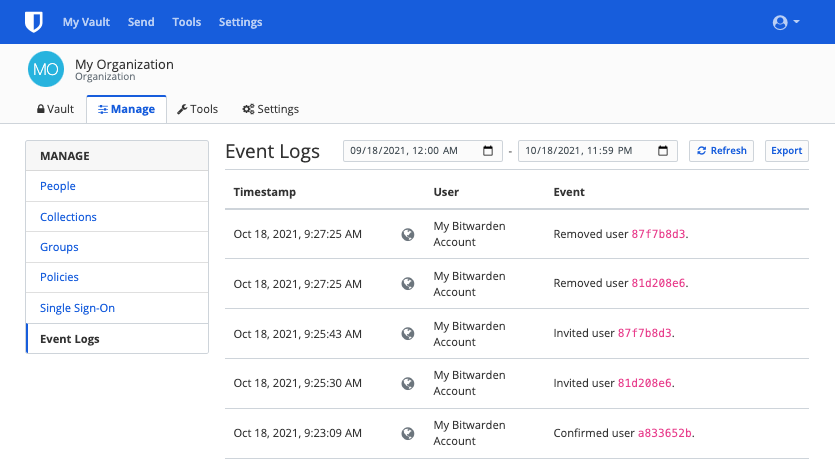 My Vault Send Tools Settings
MO My Organization
Organization
Vault Manage Tools Settings
MANAGE
People
Collections
Groups
Policies
Single Sign-On
Event Logs
Event Logs 09/18/2021, 12:00 AM - 10/18/2021, 11:59 PM Refresh Export
Timestamp User Event
Oct 18, 2021, 9:27:25 AM My Bitwarden Account Removed user 87f7b8d3.
Oct 18, 2021, 9:27:25 AM My Bitwarden Account Removed user 81d208e6.
Oct 18, 2021, 9:25:43 AM My Bitwarden Account Invited user 87f7b8d3.
Oct 18, 2021, 9:25:30 AM My Bitwarden Account Invited user 81d208e6.
Oct 18, 2021, 9:23:09 AM My Bitwarden Account Confirmed user a833652b.